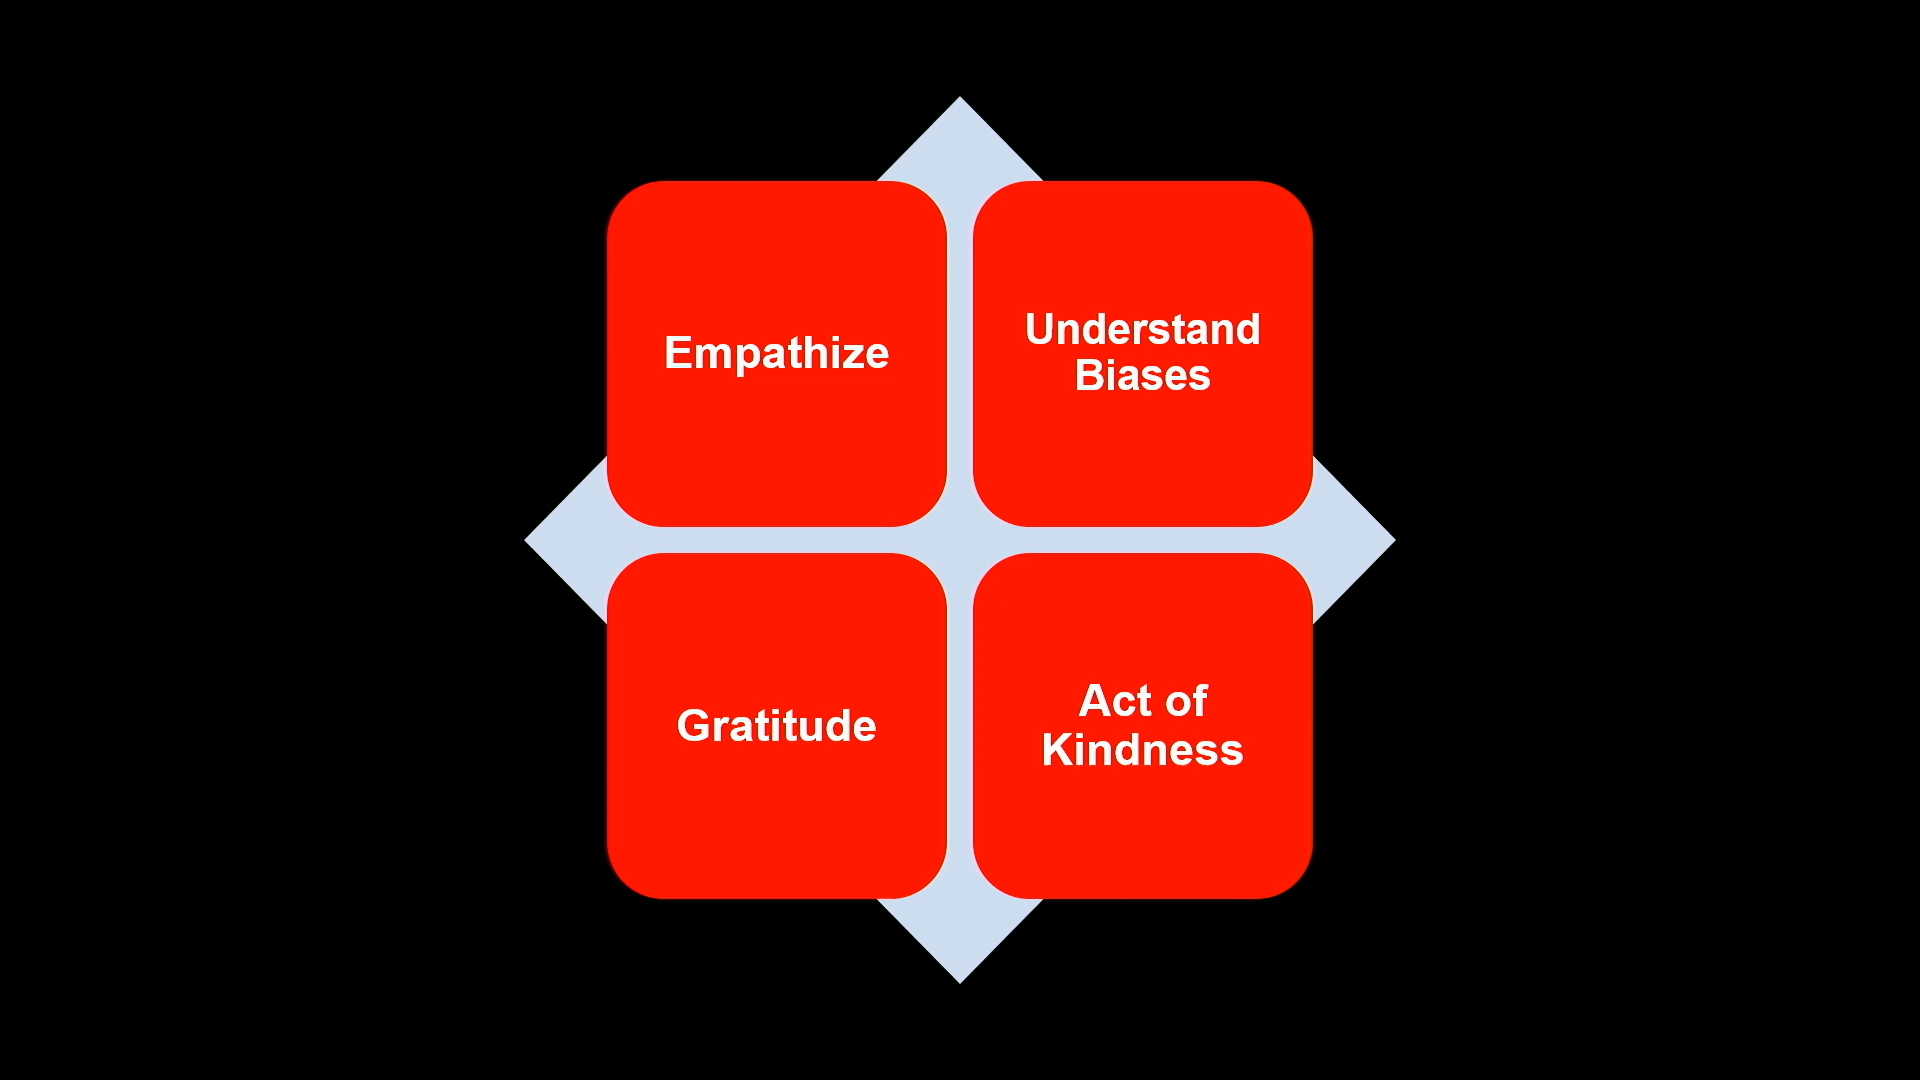 Empathize
Understand
Biases
Gratitude
Act of
Kindness